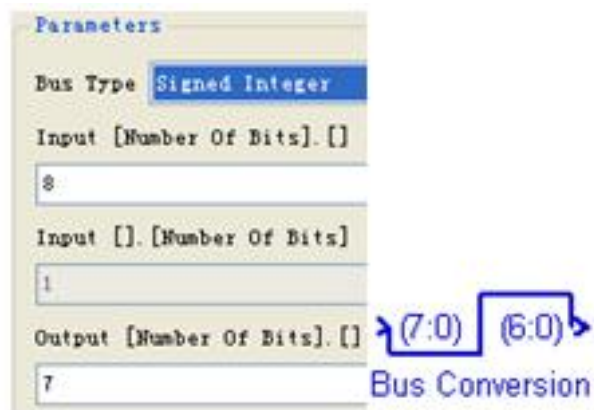 Parameters
Bus Type Signed Integer
Input [Number Of Bits].[]
8
Input [].[Number Of Bits]
1
Output [Number Of Bits].[]
7
(7:0) (6:0)
Bus Conversion